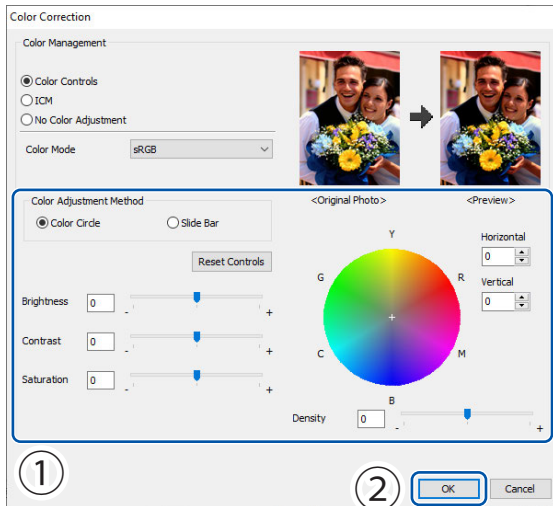 Color Correction
Color Management
Color Controls
ICM
No Color Adjustment
Color Mode sRGB
Color Adjustment Method
Color Circle Slide Bar
<Original Photo> <Preview>
Reset Controls
Brightness 0 - +
Contrast 0 - +
Saturation 0 - +
Y
G R
C M
B
Horizontal
0
Vertical
0
Density 0 - +
1
2
OK Cancel